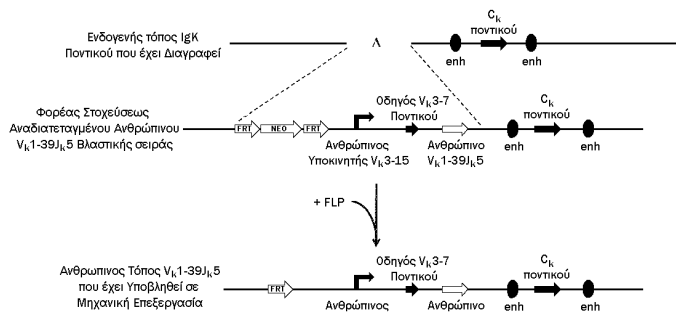 Ενδογενής τόπος IgK
Ποντικού που έχει Διαγραφεί
Δ
C_k
ποντικού
enh
enh
Φορέας Στοχεύσεως
Αναδιατεταγμένου Ανθρώπινου
V_k1-39J_k5 Βλαστικής σειράς
FRT
NEO
FRT
Οδηγός V_k3-7
Ποντικού
C_k
ποντικού
Ανθρώπινος
Υποκινητής V_k3-15
Ανθρώπινο
V_k1-39J_k5
enh
enh
+ FLP
Ανθρωπινος Τόπος V_k1-39J_k5
που έχει Υποβληθεί σε
Μηχανική Επεξεργασία
FRT
Οδηγός V_k3-7
Ποντικού
C_k
ποντικού
Ανθρώπινος
Ανθρώπινο
enh
enh